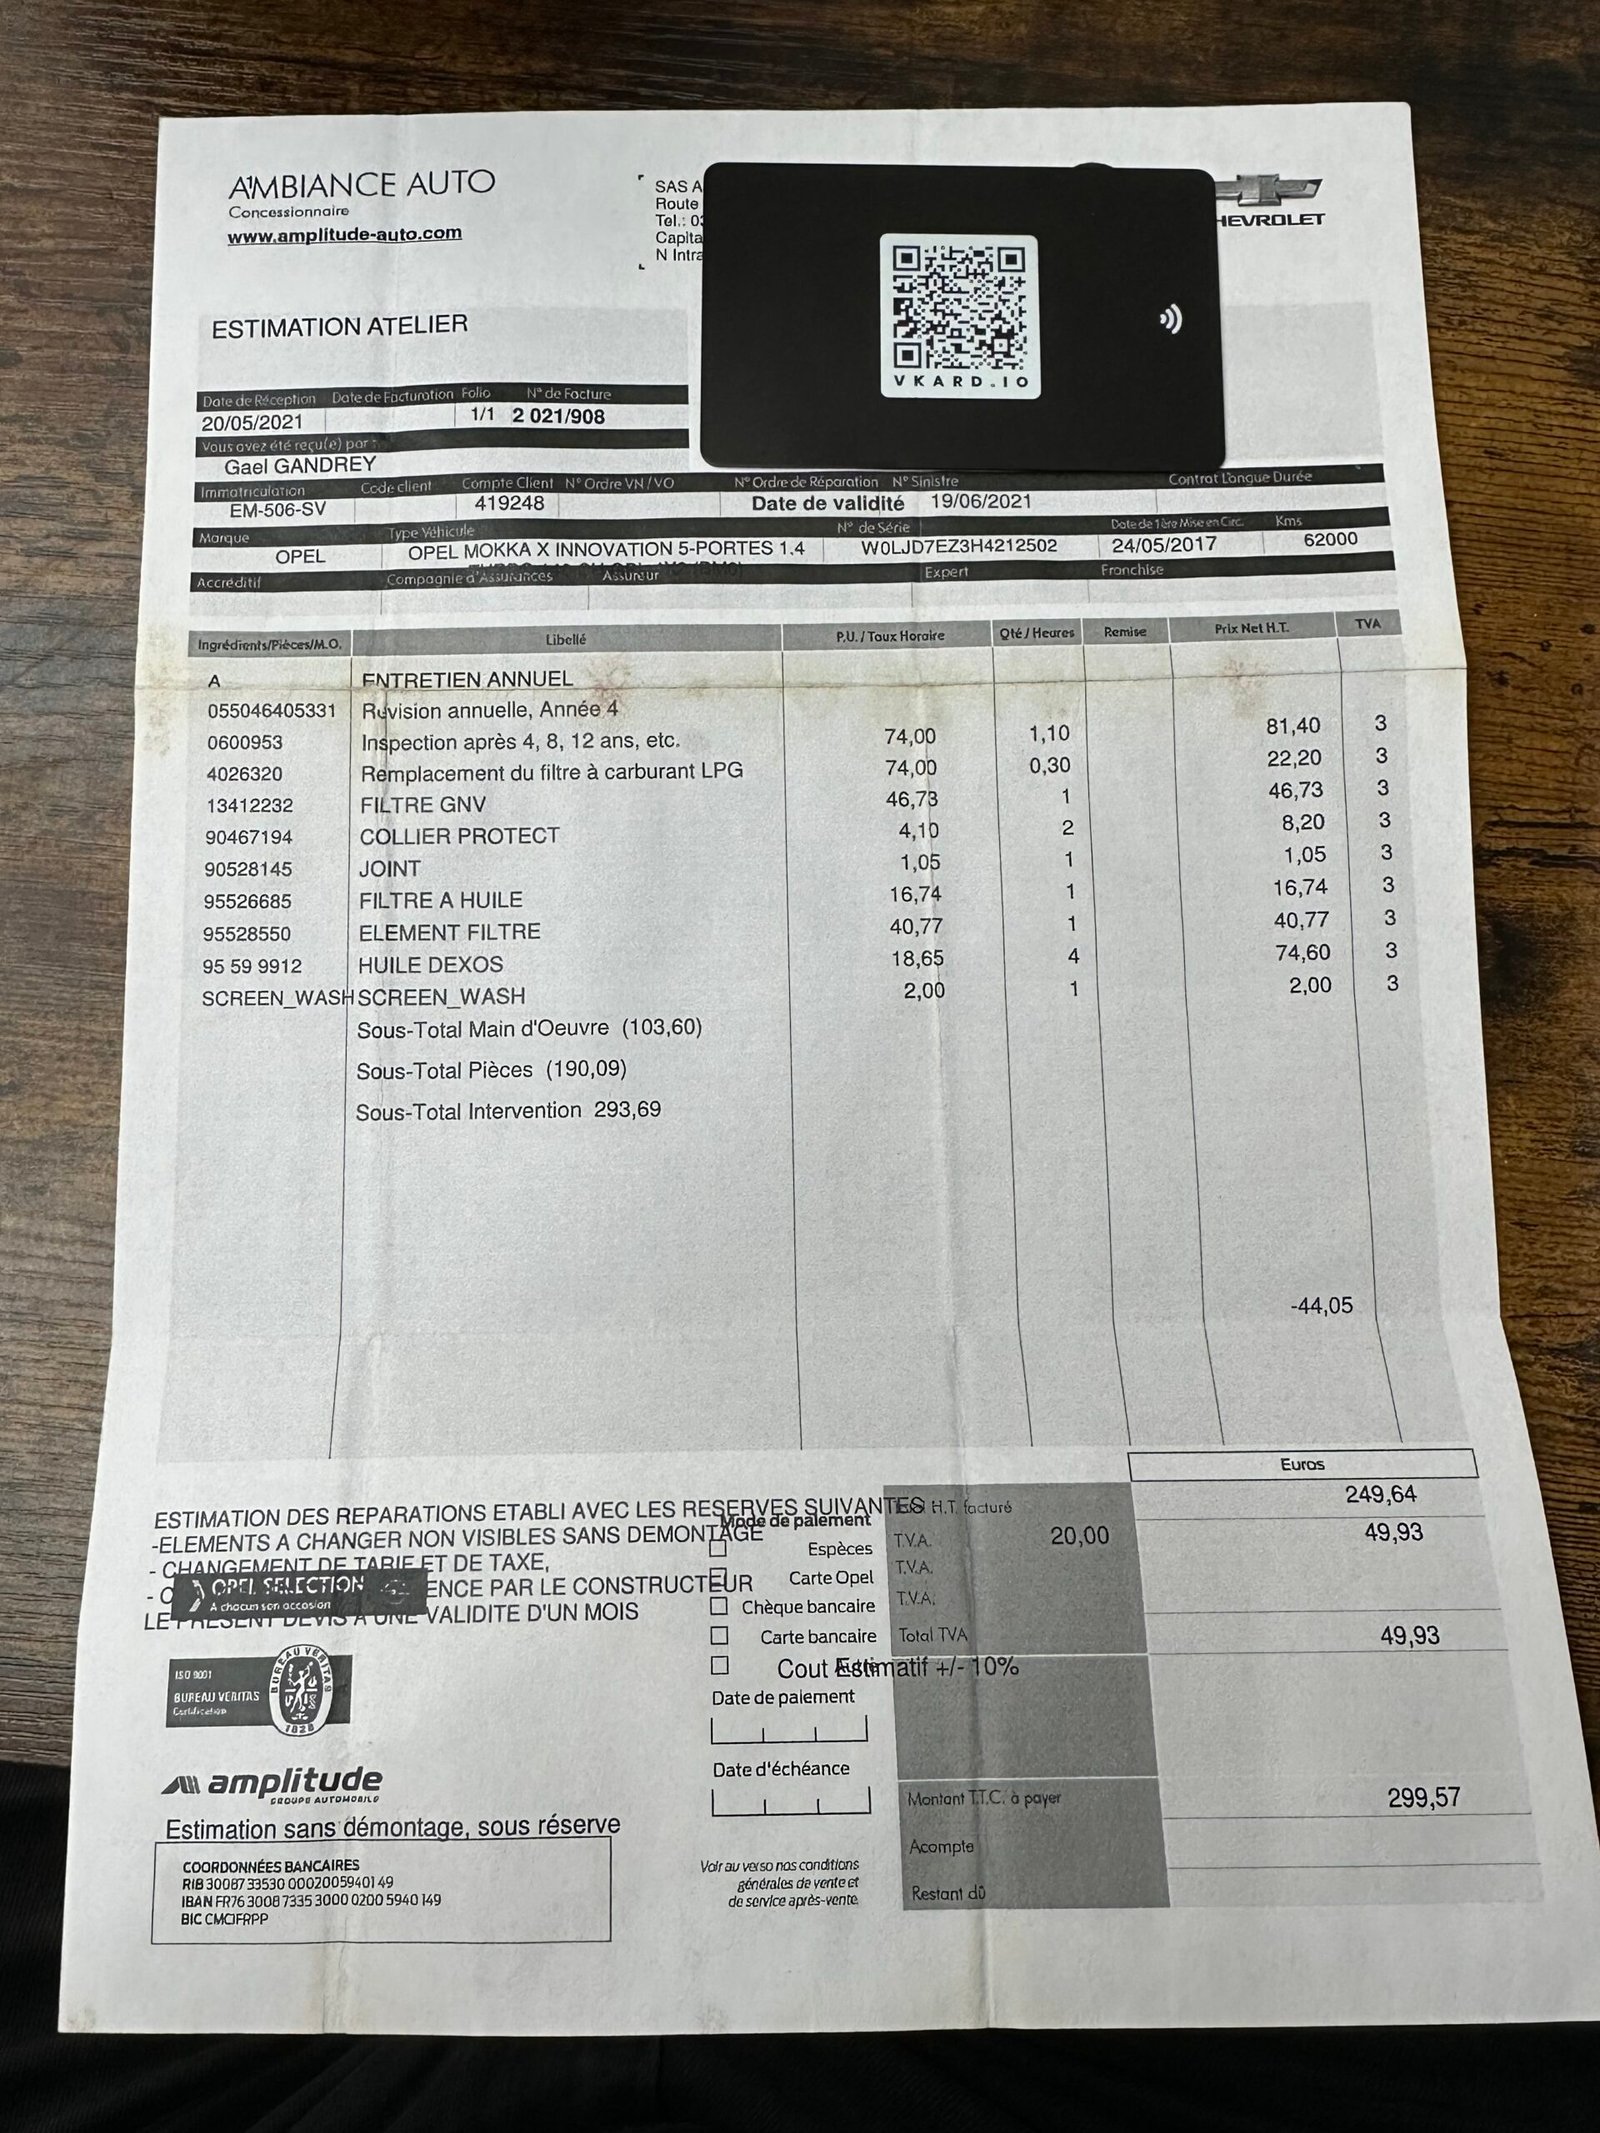 AMBIANCE AUTO
Concessionnaire
www.amplitude-auto.com
SAS A
Route
Tel.: 03
Capita
N Intra
HEVROLET
VKARD.IO
ESTIMATION ATELIER
Date de Réception Date de Facturation Folio N° de Facture
20/05/2021 1/1 2 021/908
Vous avez été reçu(e) par :
Gael GANDREY
Immatriculation Code client Compte Client N° Ordre VN / VO N° Ordre de Réparation N° Sinistre Contrat Longue Durée
EM-506-SV 419248 Date de validité 19/06/2021
Marque Type Véhicule N° de Série Date de 1ère Mise en Circ. Kms
OPEL OPEL MOKKA X INNOVATION 5-PORTES 1.4 W0LJD7EZ3H4212502 24/05/2017 62000
Accréditif Compagnie d'Assurances Assureur Expert Franchise
Ingrédients/Pièces/M.O. Libellé P.U. / Taux Horaire Qté / Heures Remise Prix Net H.T. TVA
A ENTRETIEN ANNUEL
055046405331 Révision annuelle, Année 4
0600953 Inspection après 4, 8, 12 ans, etc. 74,00 1,10 81,40 3
4026320 Remplacement du filtre à carburant LPG 74,00 0,30 22,20 3
13412232 FILTRE GNV 46,73 1 46,73 3
90467194 COLLIER PROTECT 4,10 2 8,20 3
90528145 JOINT 1,05 1 1,05 3
95526685 FILTRE A HUILE 16,74 1 16,74 3
95528550 ELEMENT FILTRE 40,77 1 40,77 3
95 59 9912 HUILE DEXOS 18,65 4 74,60 3
SCREEN_WASH SCREEN_WASH 2,00 1 2,00 3
Sous-Total Main d'Oeuvre (103,60)
Sous-Total Pièces (190,09)
Sous-Total Intervention 293,69
-44,05
Euros
ESTIMATION DES REPARATIONS ETABLI AVEC LES RESERVES SUIVANTES
-ELEMENTS A CHANGER NON VISIBLES SANS DEMONTAGE
- CHANGEMENT DE TARIF ET DE TAXE,
- C ENCE PAR LE CONSTRUCTEUR
LE PRESENT DEVIS A UNE VALIDITE D'UN MOIS
OPEL SELECTION
A chacun son occasion
Mode de paiement
Espèces
Carte Opel
Chèque bancaire
Carte bancaire
Autre
Cout Estimatif +/- 10%
H.T. facturé 249,64
T.V.A. 20,00 49,93
T.V.A.
T.V.A.
Total TVA 49,93
ISO 9001
BUREAU VERITAS
Certification
BUREAU VERITAS
1828
Date de paiement
Date d'échéance
amplitude
GROUPE AUTOMOBILE
Montant T.T.C. à payer 299,57
Acompte
Restant dû
Estimation sans démontage, sous réserve
COORDONNÉES BANCAIRES
RIB 30087 33530 00020059401 49
IBAN FR76 3008 7335 3000 0200 5940 149
BIC CMCIFRPP
Voir au verso nos conditions
générales de vente et
de service après-vente.